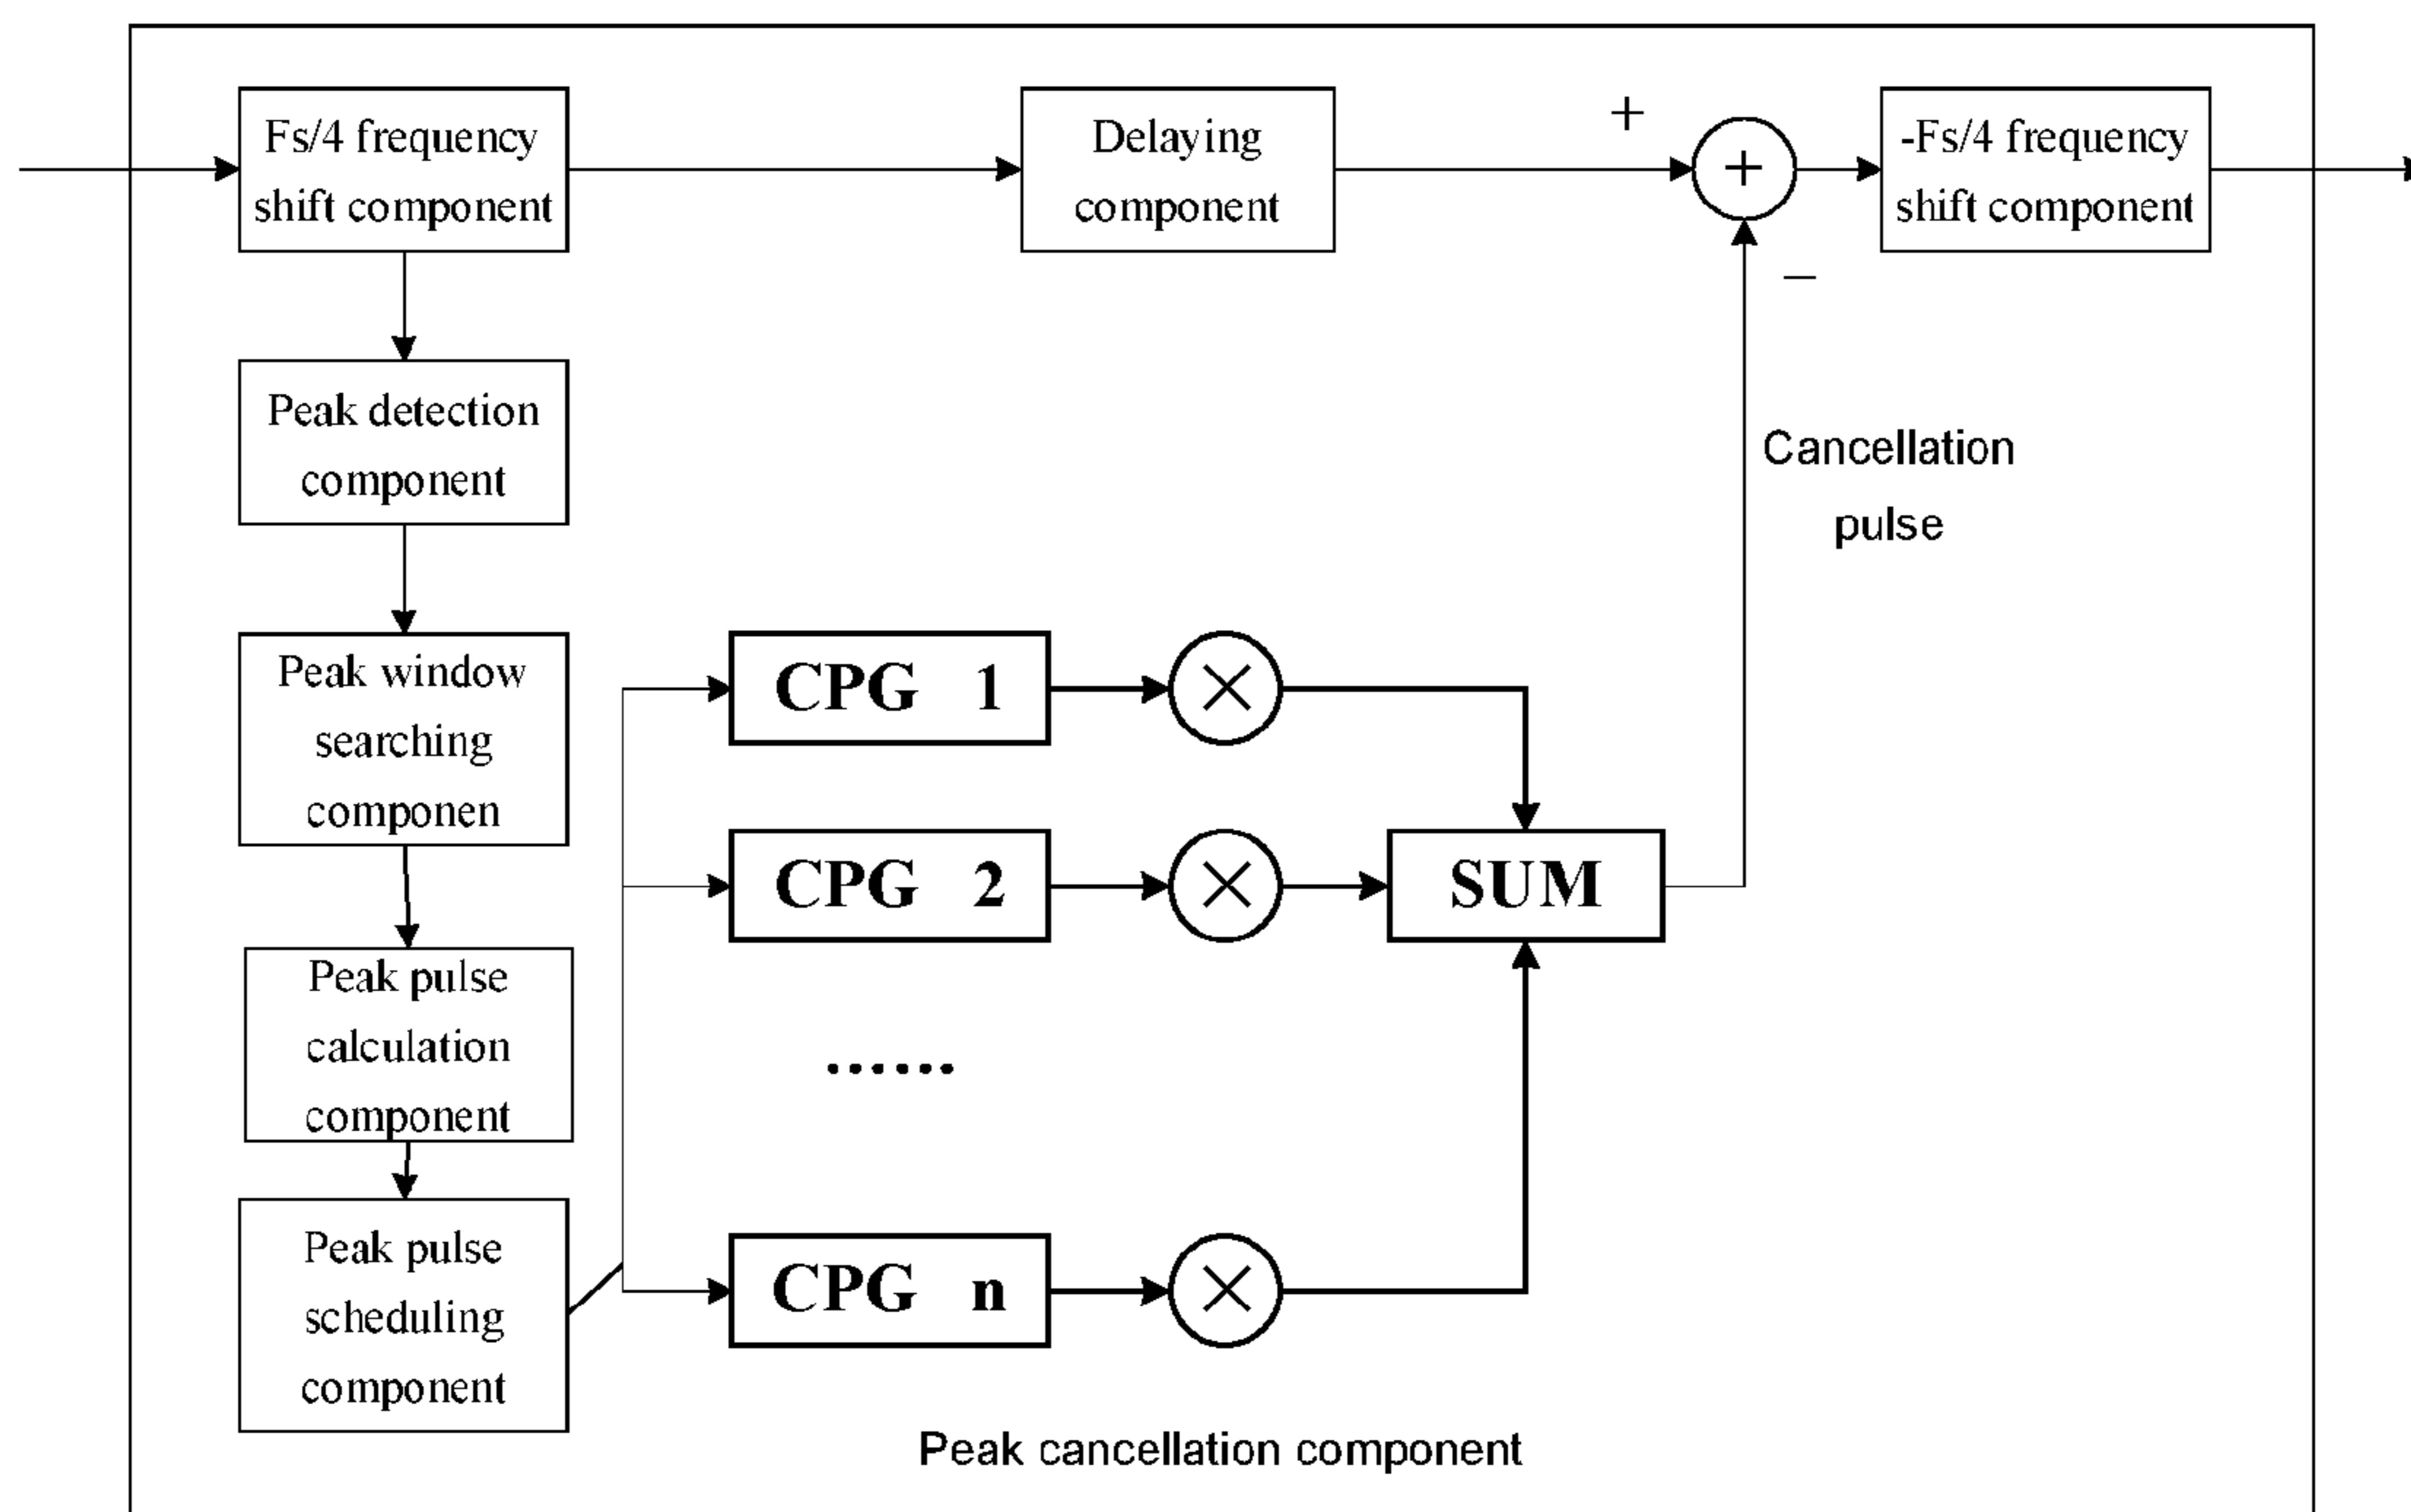 Fs/4 frequency
shift component
Delaying
component
+
+
-Fs/4 frequency
shift component
–
Peak detection
component
Cancellation
pulse
Peak window
searching
componen
CPG 1
×
CPG 2
×
SUM
Peak pulse
calculation
component
......
Peak pulse
scheduling
component
CPG n
×
Peak cancellation component